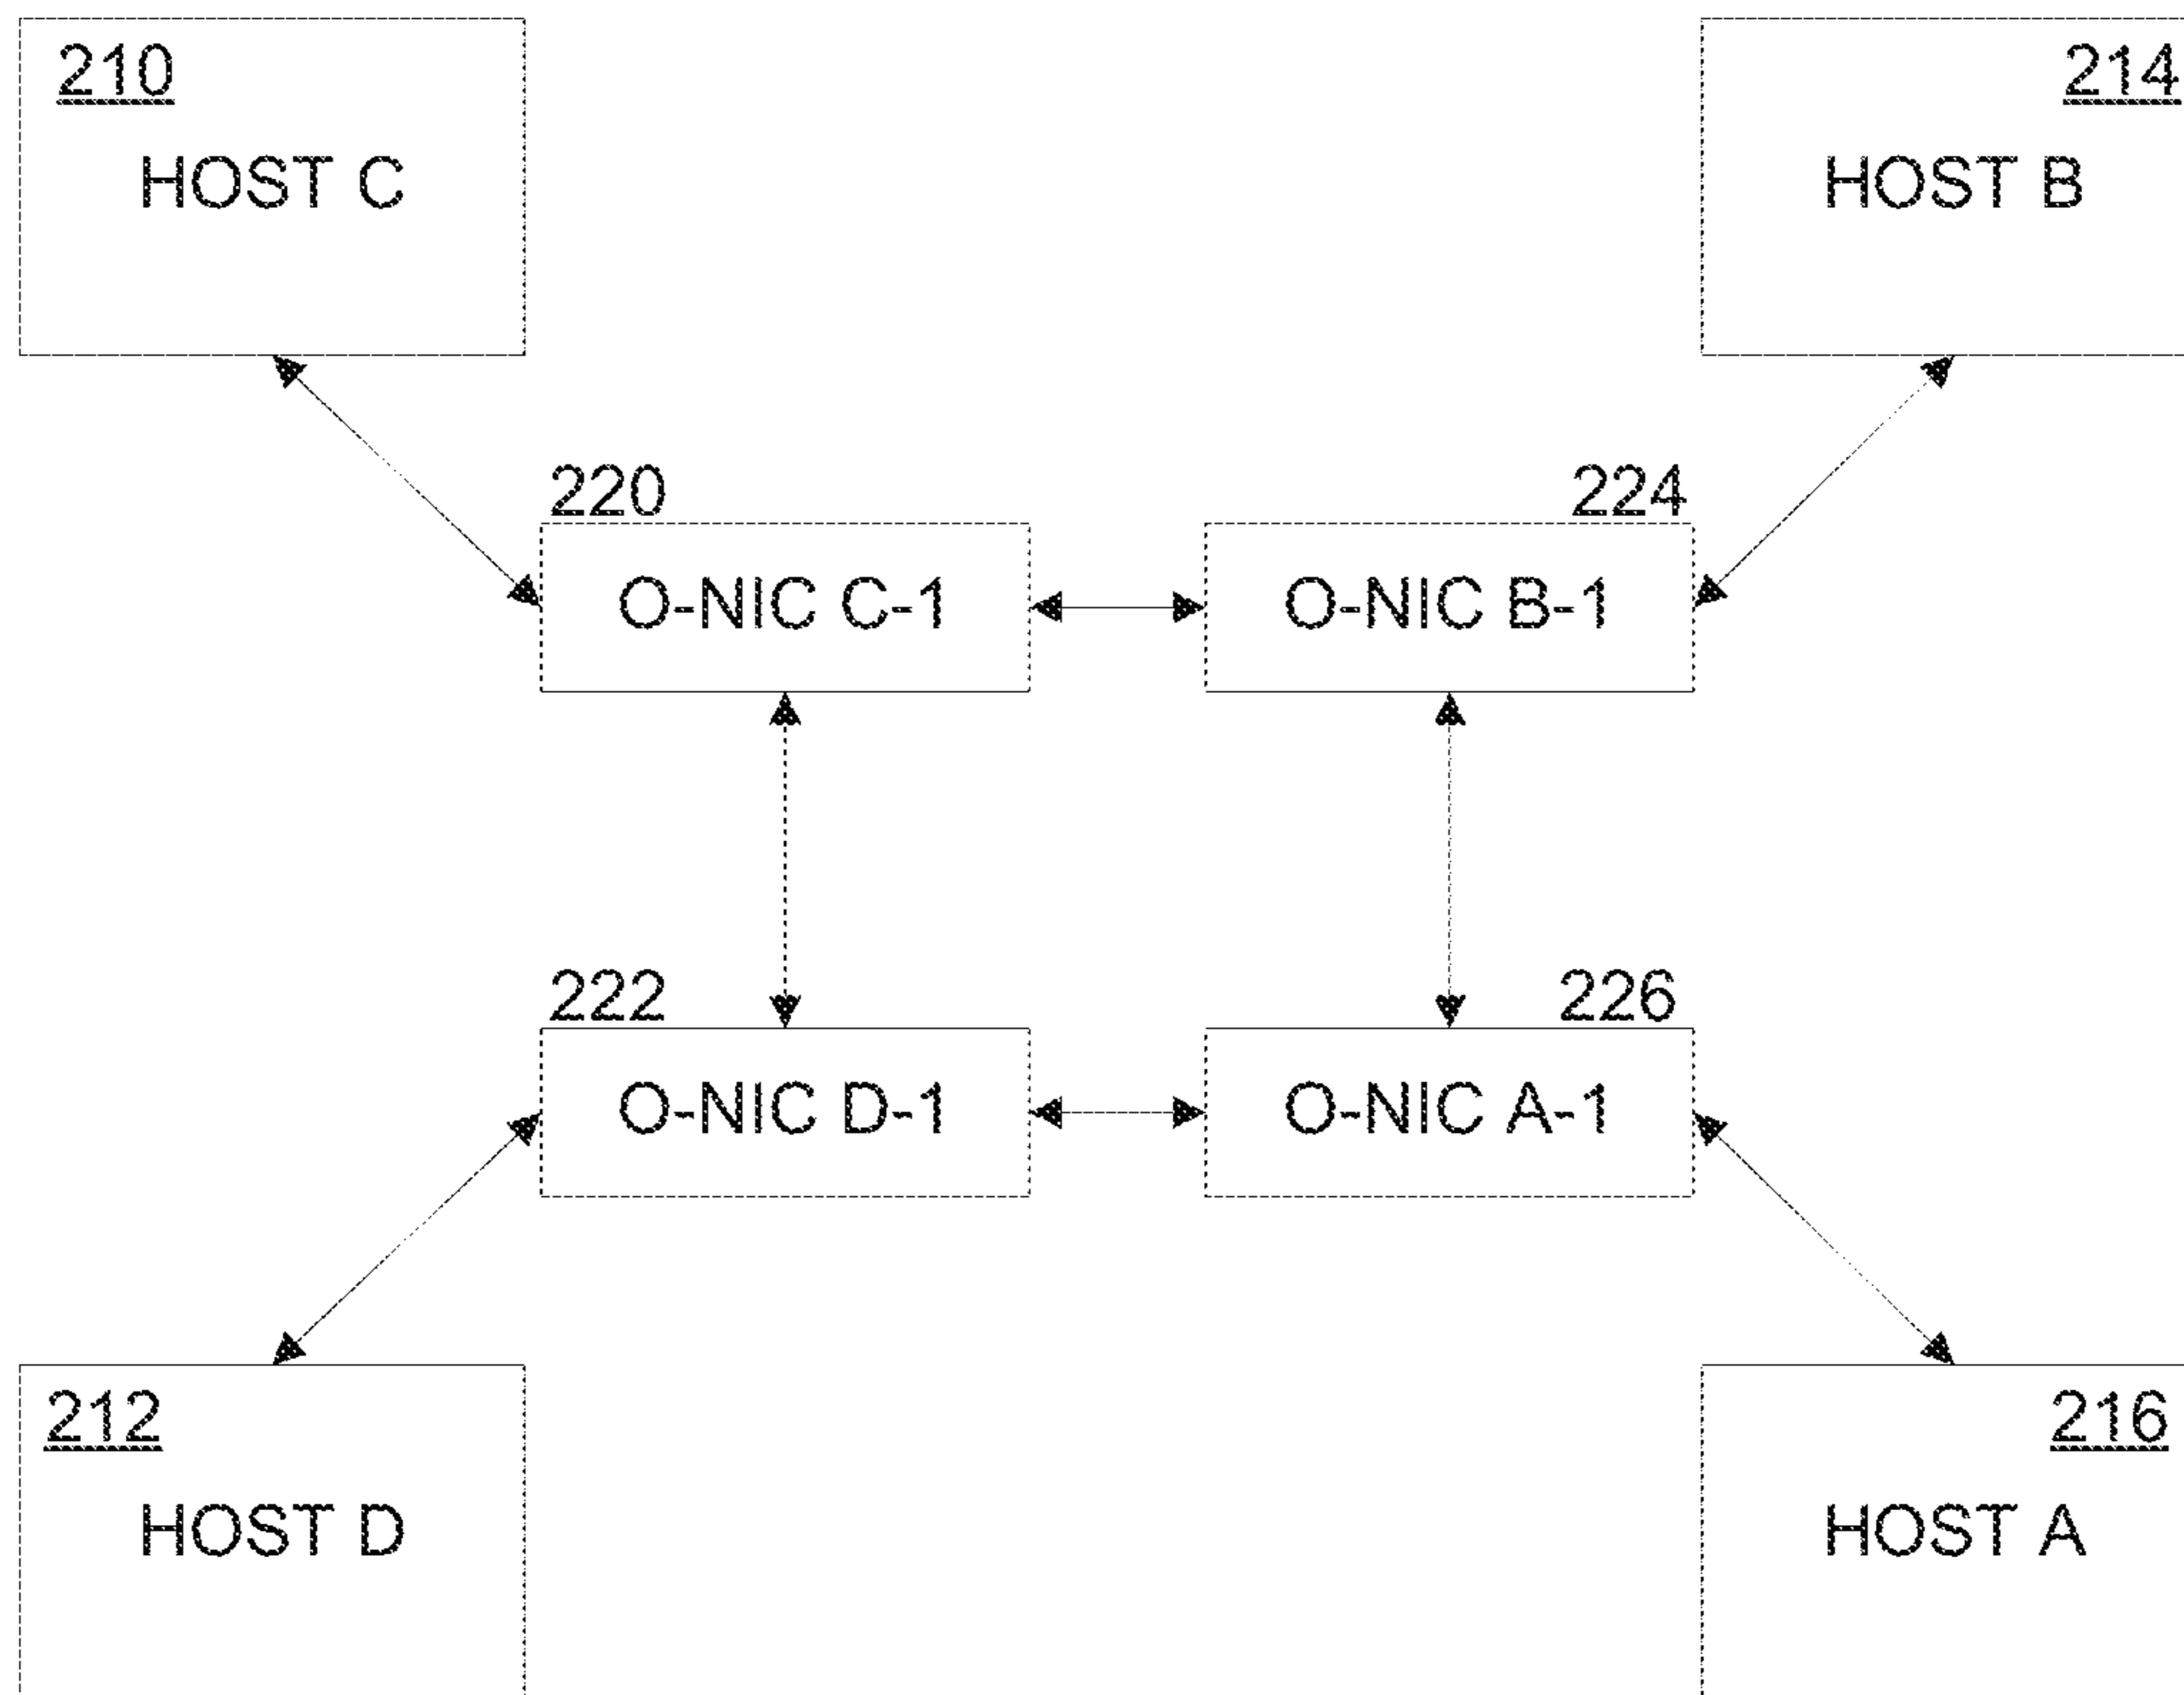 210
HOST C
214
HOST B
220
O-NIC C-1
224
O-NIC B-1
222
O-NIC D-1
226
O-NIC A-1
212
HOST D
216
HOST A